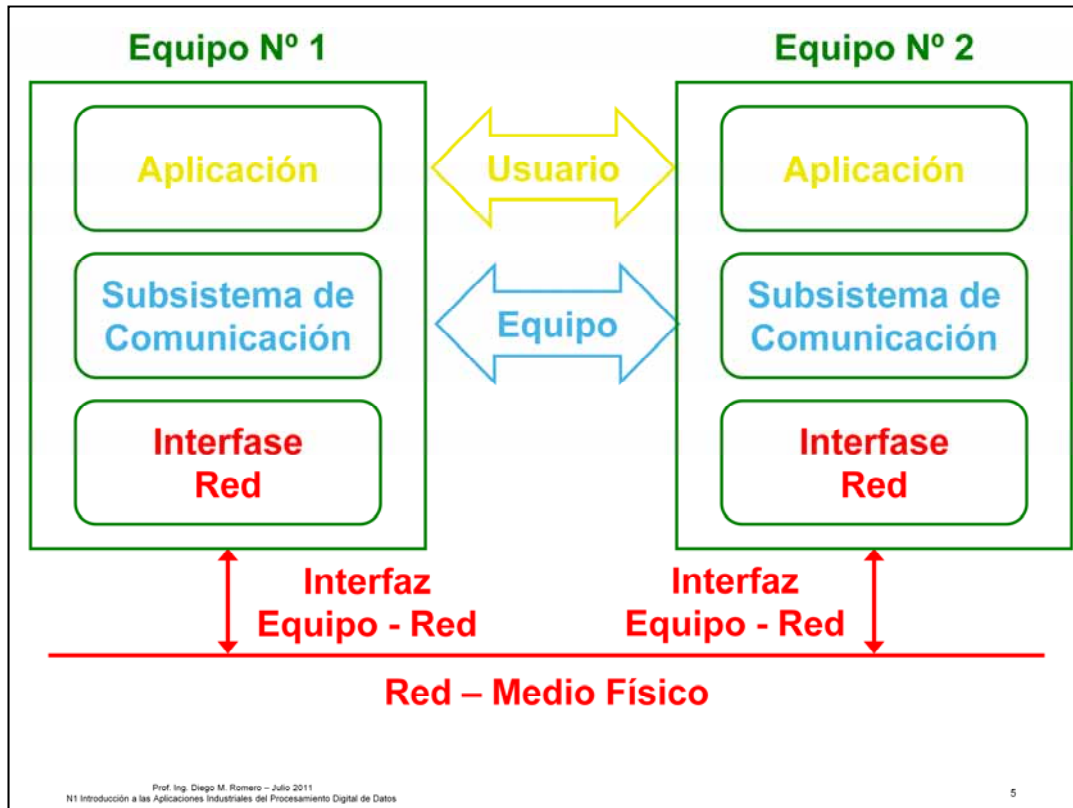 Equipo Nº 1
Equipo Nº 2
Aplicación
Usuario
Aplicación
Subsistema de
Comunicación
Equipo
Subsistema de
Comunicación
Interfase
Red
Interfase
Red
Interfaz
Equipo - Red
Interfaz
Equipo - Red
Red – Medio Físico
Prof. Ing. Diego M. Romero – Julio 2011
N1 Introducción a las Aplicaciones Industriales del Procesamiento Digital de Datos
5